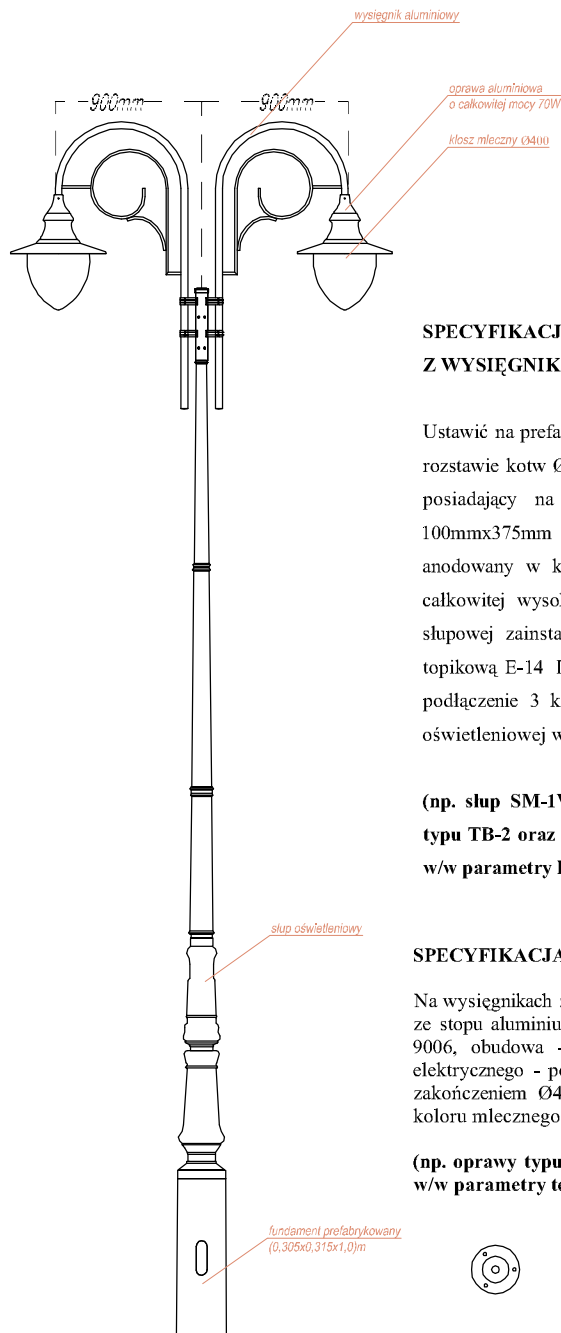 wysięgnik aluminiowy
900mm 900mm
oprawa aluminiowa
o całkowitej mocy 70W
klosz mleczny Ø400
SPECYFIKACJ
Z WYSIĘGNIK
Ustawić na prefa
rozstawie kotw Ø
posiadający na
100mmx375mm
anodowany w k
całkowitej wyso
słupowej zainsta
topikową E-14
podłączenie 3 k
oświetleniowej w
(np. słup SM-1
typu TB-2 oraz
w/w parametry
słup oświetleniowy
SPECYFIKACJA
Na wysięgnikach
ze stopu aluminiu
9006, obudowa -
elektrycznego - p
zakończeniem Ø4
koloru mlecznego
(np. oprawy typu
w/w parametry te
fundament prefabrykowany
(0,305x0,315x1,0)m